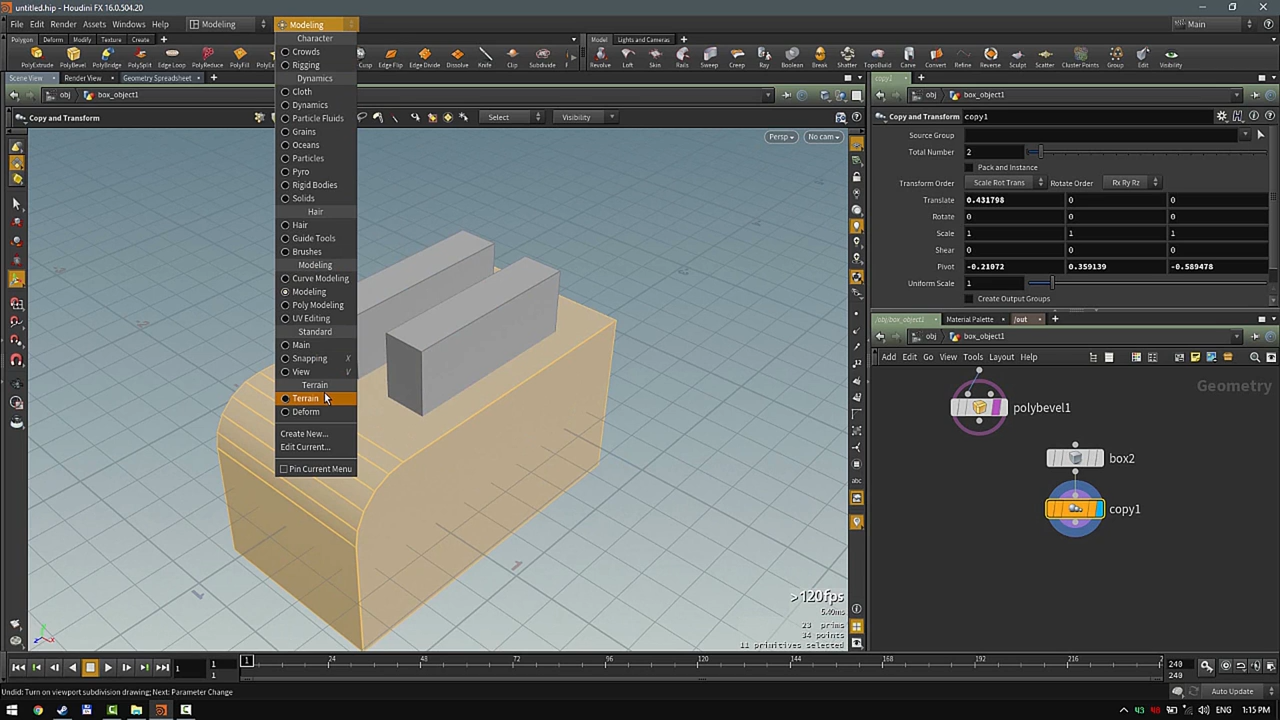 untitled.hip - Houdini FX 16.0.504.20
File Edit Render Assets Windows Help Modeling Modeling Main
Polygon Deform Modify Texture Create Model Lights and Cameras
PolyExtrude PolyBevel PolySplit Edge Loop PolyReduce PolyFill Clip Edge Flip Edge Divide Dissolve Knife Clip Subdivide Revolve Loft Skin Rails Sweep Creep Ray Boolean Break Shatter TopoBuild Carve Convert Refine Reverse Scatter Cluster Points Group Edit
Scene View Render View Geometry Spreadsheet copy1
obj box_object1 obj box_object1
Copy and Transform Select Visibility
Persp No cam
Modeling
Character
Crowds
Rigging
Dynamics
Cloth
Dynamics
Particle Fluids
Grains
Oceans
Particles
Pyro
Rigid Bodies
Solids
Hair
Hair
Guide Tools
Brushes
Modeling
Curve Modeling
Modeling
Poly Modeling
UV Editing
Standard
Main
Snapping X
View V
Terrain
Terrain
Deform
Create New...
Edit Current...
Pin Current Menu
Copy and Transform copy1
Source Group
Total Number 2
Pack and Instance
Transform Order Scale Rot Trans Rotate Order Rx Ry Rz
Translate 0.431798 0 0
Rotate 0 0 0
Scale 1 1 1
Shear 0 0 0
Pivot -0.21072 0.359139 -0.589478
Uniform Scale 1
Create Output Groups
/obj/box_object1 Material Palette /out
obj box_object1
Add Edit Go View Tools Layout Help
Geometry
polybevel1
box2
copy1
>120fps
5.40ms
23 prims
34 points
11 primitives selected
1 1 1 1 24 48 72 96 120 144 168 192 216 2 240 240
Undid: Turn on viewport subdivision drawing; Next: Parameter Change Auto Update
ENG 1:15 PM